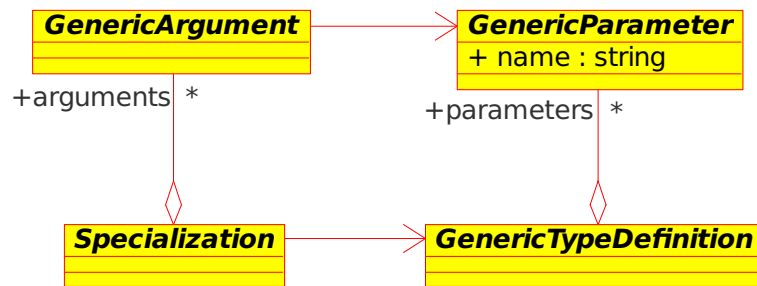 GenericArgument
GenericParameter
+ name : string
+arguments *
+parameters *
Specialization
GenericTypeDefinition